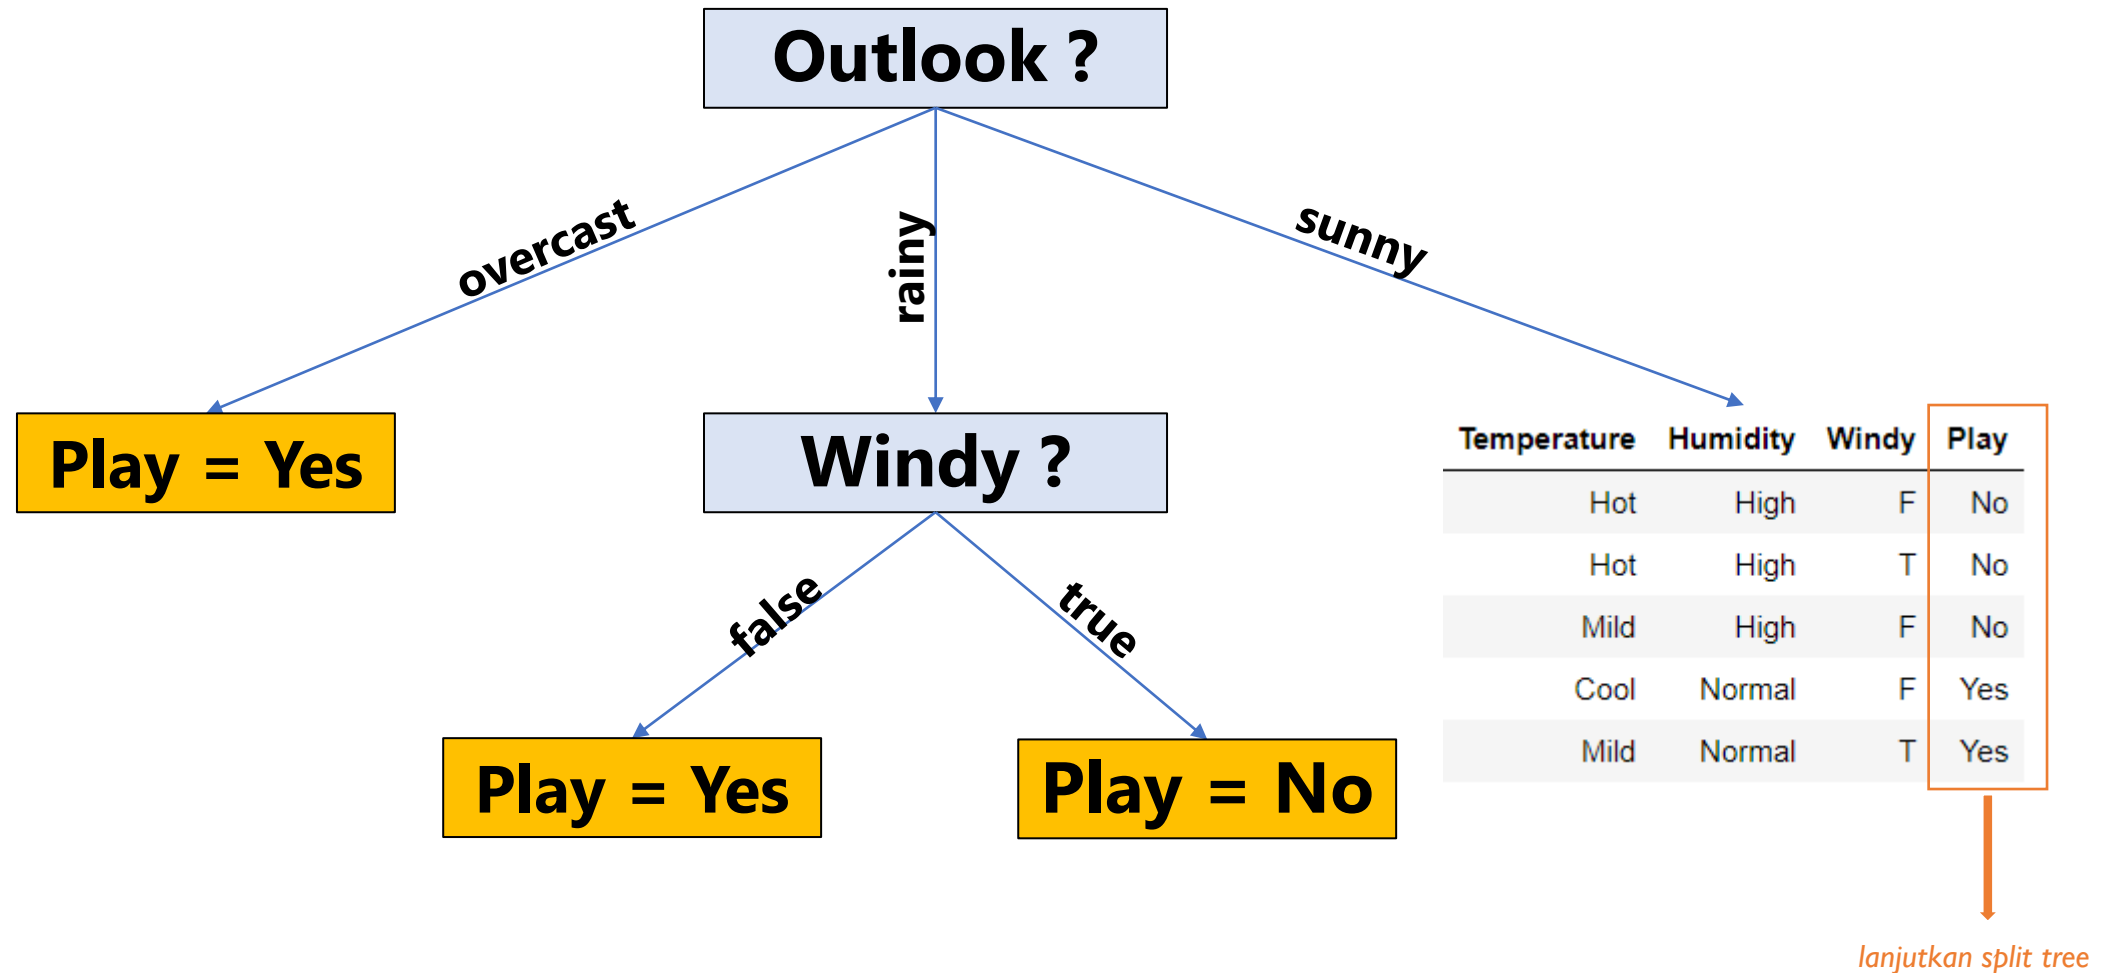 Outlook ?
overcast
rainy
sunny
Play = Yes
Windy ?
false
true
Play = Yes
Play = No
Temperature Humidity Windy Play
Hot High F No
Hot High T No
Mild High F No
Cool Normal F Yes
Mild Normal T Yes
lanjutkan split tree